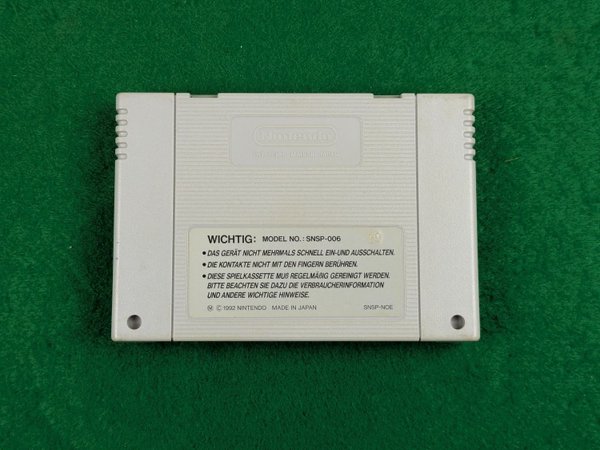 Nintendo
WICHTIG: MODEL NO.: SNSP-006
• DAS GERÄT NICHT MEHRMALS SCHNELL EIN-UND AUSSCHALTEN.
• DIE KONTAKTE NICHT MIT DEN FINGERN BERÜHREN.
• DIESE SPIELKASSETTE MUß REGELMÄßIG GEREINIGT WERDEN.
BITTE BEACHTEN SIE DAZU DIE VERBRAUCHERINFORMATION
UND ANDERE WICHTIGE HINWEISE.
Ⓜ © 1992 NINTENDO MADE IN JAPAN SNSP-NOE